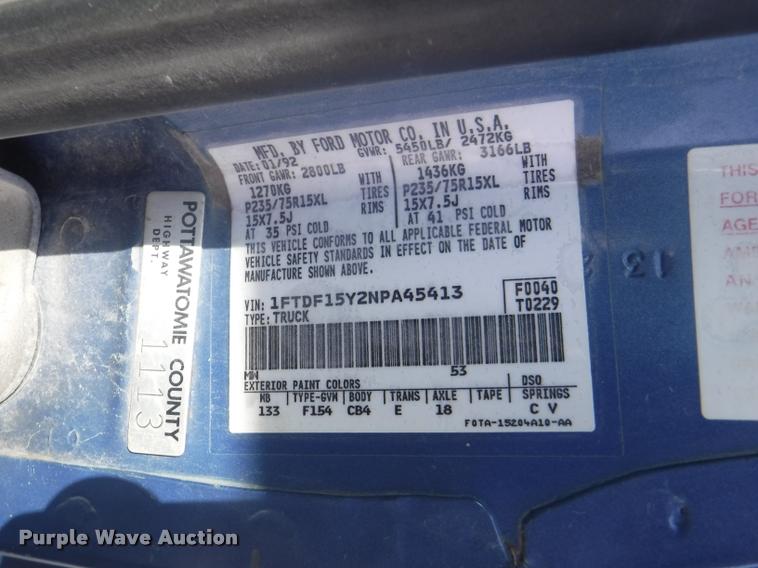 MFD. BY FORD MOTOR CO. IN U.S.A.
DATE: 01/92 GVWR: 5450LB/ 2472KG
FRONT GAWR: 2800LB REAR GAWR: 3166LB
1270KG WITH 1436KG WITH
P235/75R15XL TIRES P235/75R15XL TIRES
15X7.5J RIMS 15X7.5J RIMS
AT 35 PSI COLD AT 41 PSI COLD
THIS VEHICLE CONFORMS TO ALL APPLICABLE FEDERAL MOTOR
VEHICLE SAFETY STANDARDS IN EFFECT ON THE DATE OF
MANUFACTURE SHOWN ABOVE.
VIN: 1FTDF15Y2NPA45413 F0040
TYPE: TRUCK T0229
MW 53
EXTERIOR PAINT COLORS DSO
WB TYPE-GVM BODY TRANS AXLE TAPE SPRINGS
133 F154 CB4 E 18 C V
F0TA-15204A10-AA
POTTAWATOMIE COUNTY
HIGHWAY DEPT.
1113
13
THIS
FOR
AGE
Purple Wave Auction